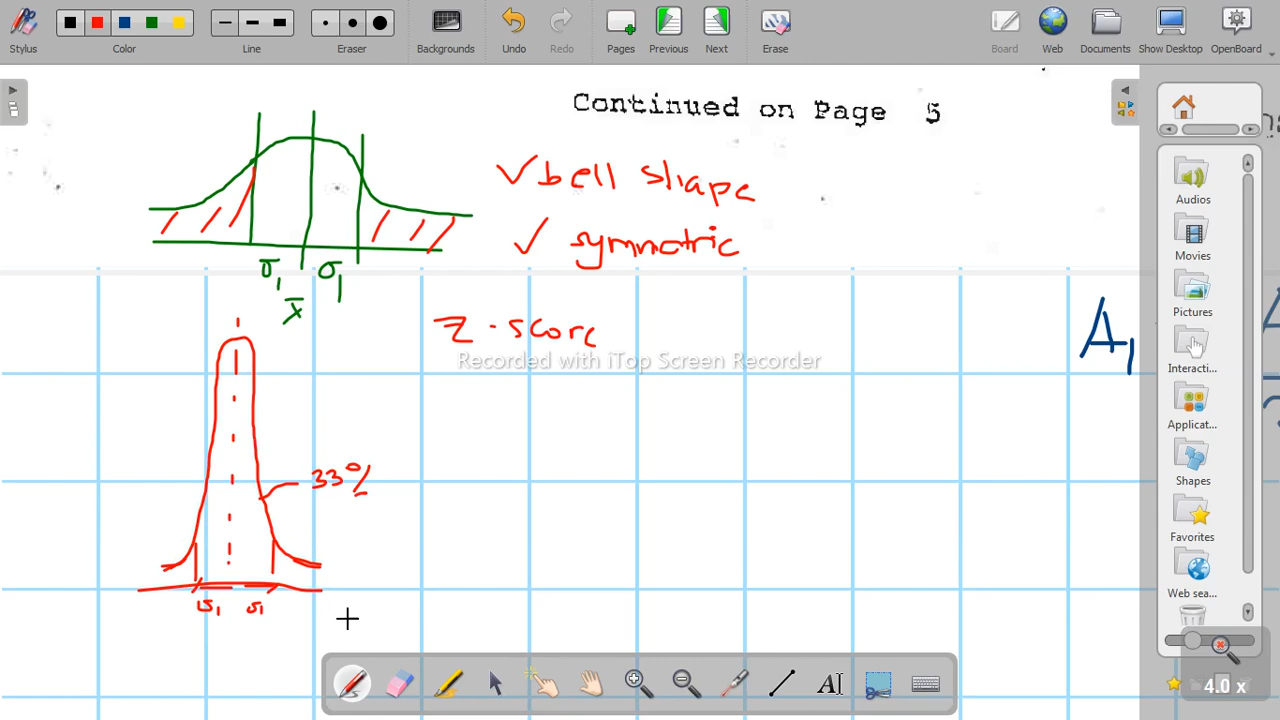 Stylus
Color
Line
Eraser
Backgrounds
Undo
Redo
Pages
Previous
Next
Erase
Board
Web
Documents
Show Desktop
OpenBoard
Continued on Page 5
✓ bell shape
✓ symmetric
σ1 σ1
x̄
Z-score
Recorded with iTop Screen Recorder
A1
33%
σ1 σ1
Audios
Movies
Pictures
Interacti...
Applicat...
Shapes
Favorites
Web sea...
4.0 x